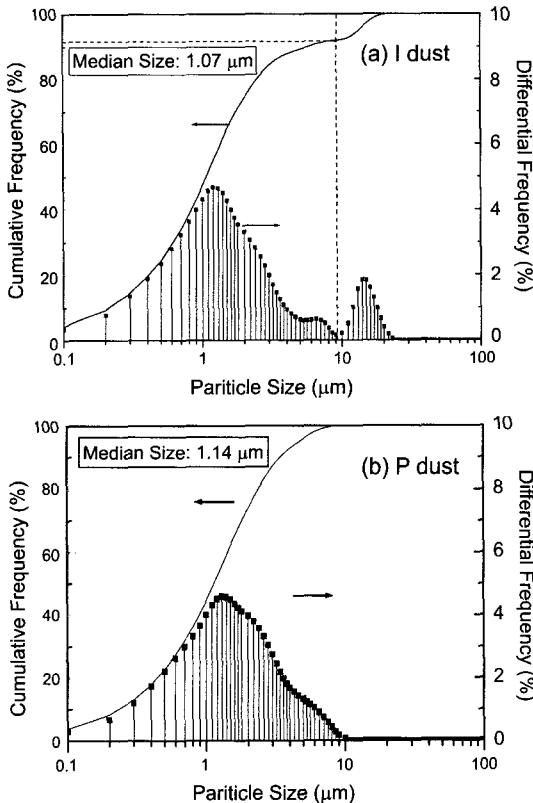 (a) I dust
Median Size: 1.07 μm
Cumulative Frequency (%)
100
80
60
40
20
0
Differential Frequency (%)
10
8
6
4
2
0
0.1 1 10 100
Pariticle Size (μm)
(b) P dust
Median Size: 1.14 μm
Cumulative Frequency (%)
100
80
60
40
20
0
Differential Frequency (%)
10
8
6
4
2
0
0.1 1 10 100
Pariticle Size (μm)